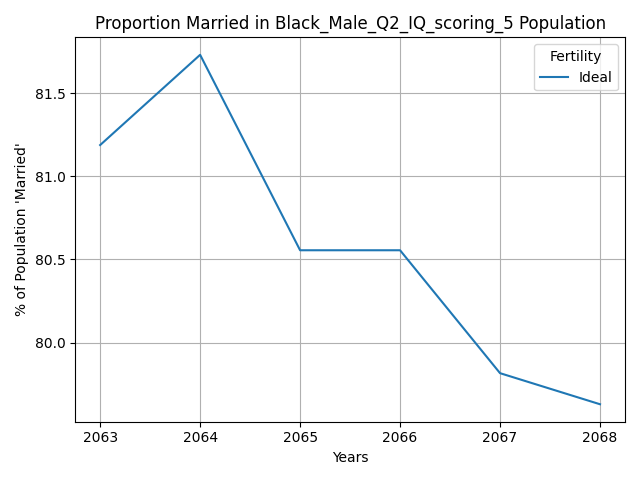 Proportion Married in Black_Male_Q2_IQ_scoring_5 Population
Fertility
Ideal
% of Population 'Married'
81.5
81.0
80.5
80.0
2063 2064 2065 2066 2067 2068
Years